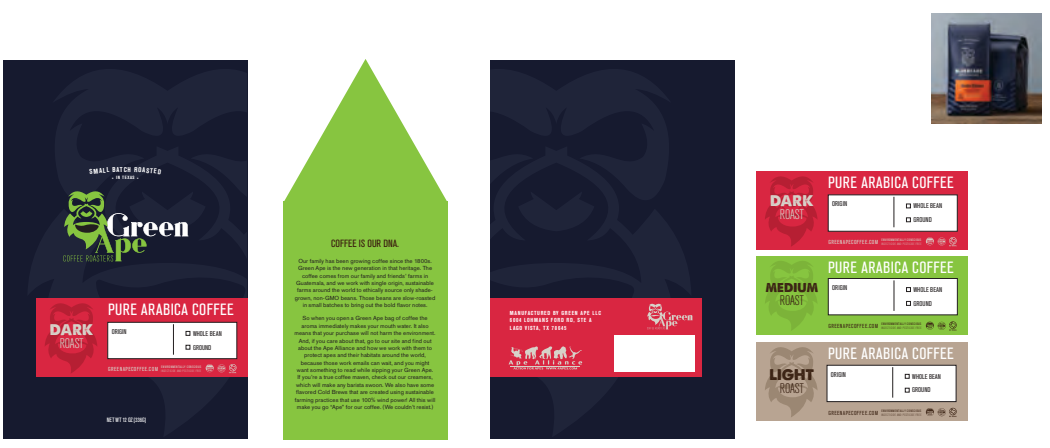 SMALL BATCH ROASTED
- IN TEXAS -
Green
Ape
COFFEE ROASTERS
DARK
ROAST
PURE ARABICA COFFEE
ORIGIN
WHOLE BEAN
GROUND
GREENAPECOFFEE.COM
NET WT 12 OZ
COFFEE IS OUR DNA.
Our family has been growing coffee since the 1800s.
Green Ape is the new generation in that heritage. The
coffee comes from our family and friends' farms in
Guatemala, and we work with single origin, sustainable
farms around the world to ethically source only shade-
grown, non-GMO beans. Those beans are slow-roasted
in small batches to bring out the bold flavor notes.
So when you open a Green Ape bag of coffee the
aroma immediately makes your mouth water. It also
means that your purchase will not harm the environment.
And, if you care about that, go to our site and find out
about the Ape Alliance and how we work with them to
protect apes and their habitats around the world,
because those work emails can wait, and you might
want something to read while sipping your Green Ape.
If you're a true coffee maven, check out our creamers,
which will make any barista swoon. We also have some
flavored Cold Brews that are created using sustainable
farming practices that use 100% wind power! All this will
make you go "Ape" for our coffee. (We couldn't resist.)
MANUFACTURED BY GREEN APE LLC
LOHMANS FORD RD, STE A
LAGO VISTA, TX 78645
Green
Ape
Ape Alliance
DARK
ROAST
PURE ARABICA COFFEE
ORIGIN
WHOLE BEAN
GROUND
GREENAPECOFFEE.COM
MEDIUM
ROAST
PURE ARABICA COFFEE
ORIGIN
WHOLE BEAN
GROUND
GREENAPECOFFEE.COM
LIGHT
ROAST
PURE ARABICA COFFEE
ORIGIN
WHOLE BEAN
GROUND
GREENAPECOFFEE.COM